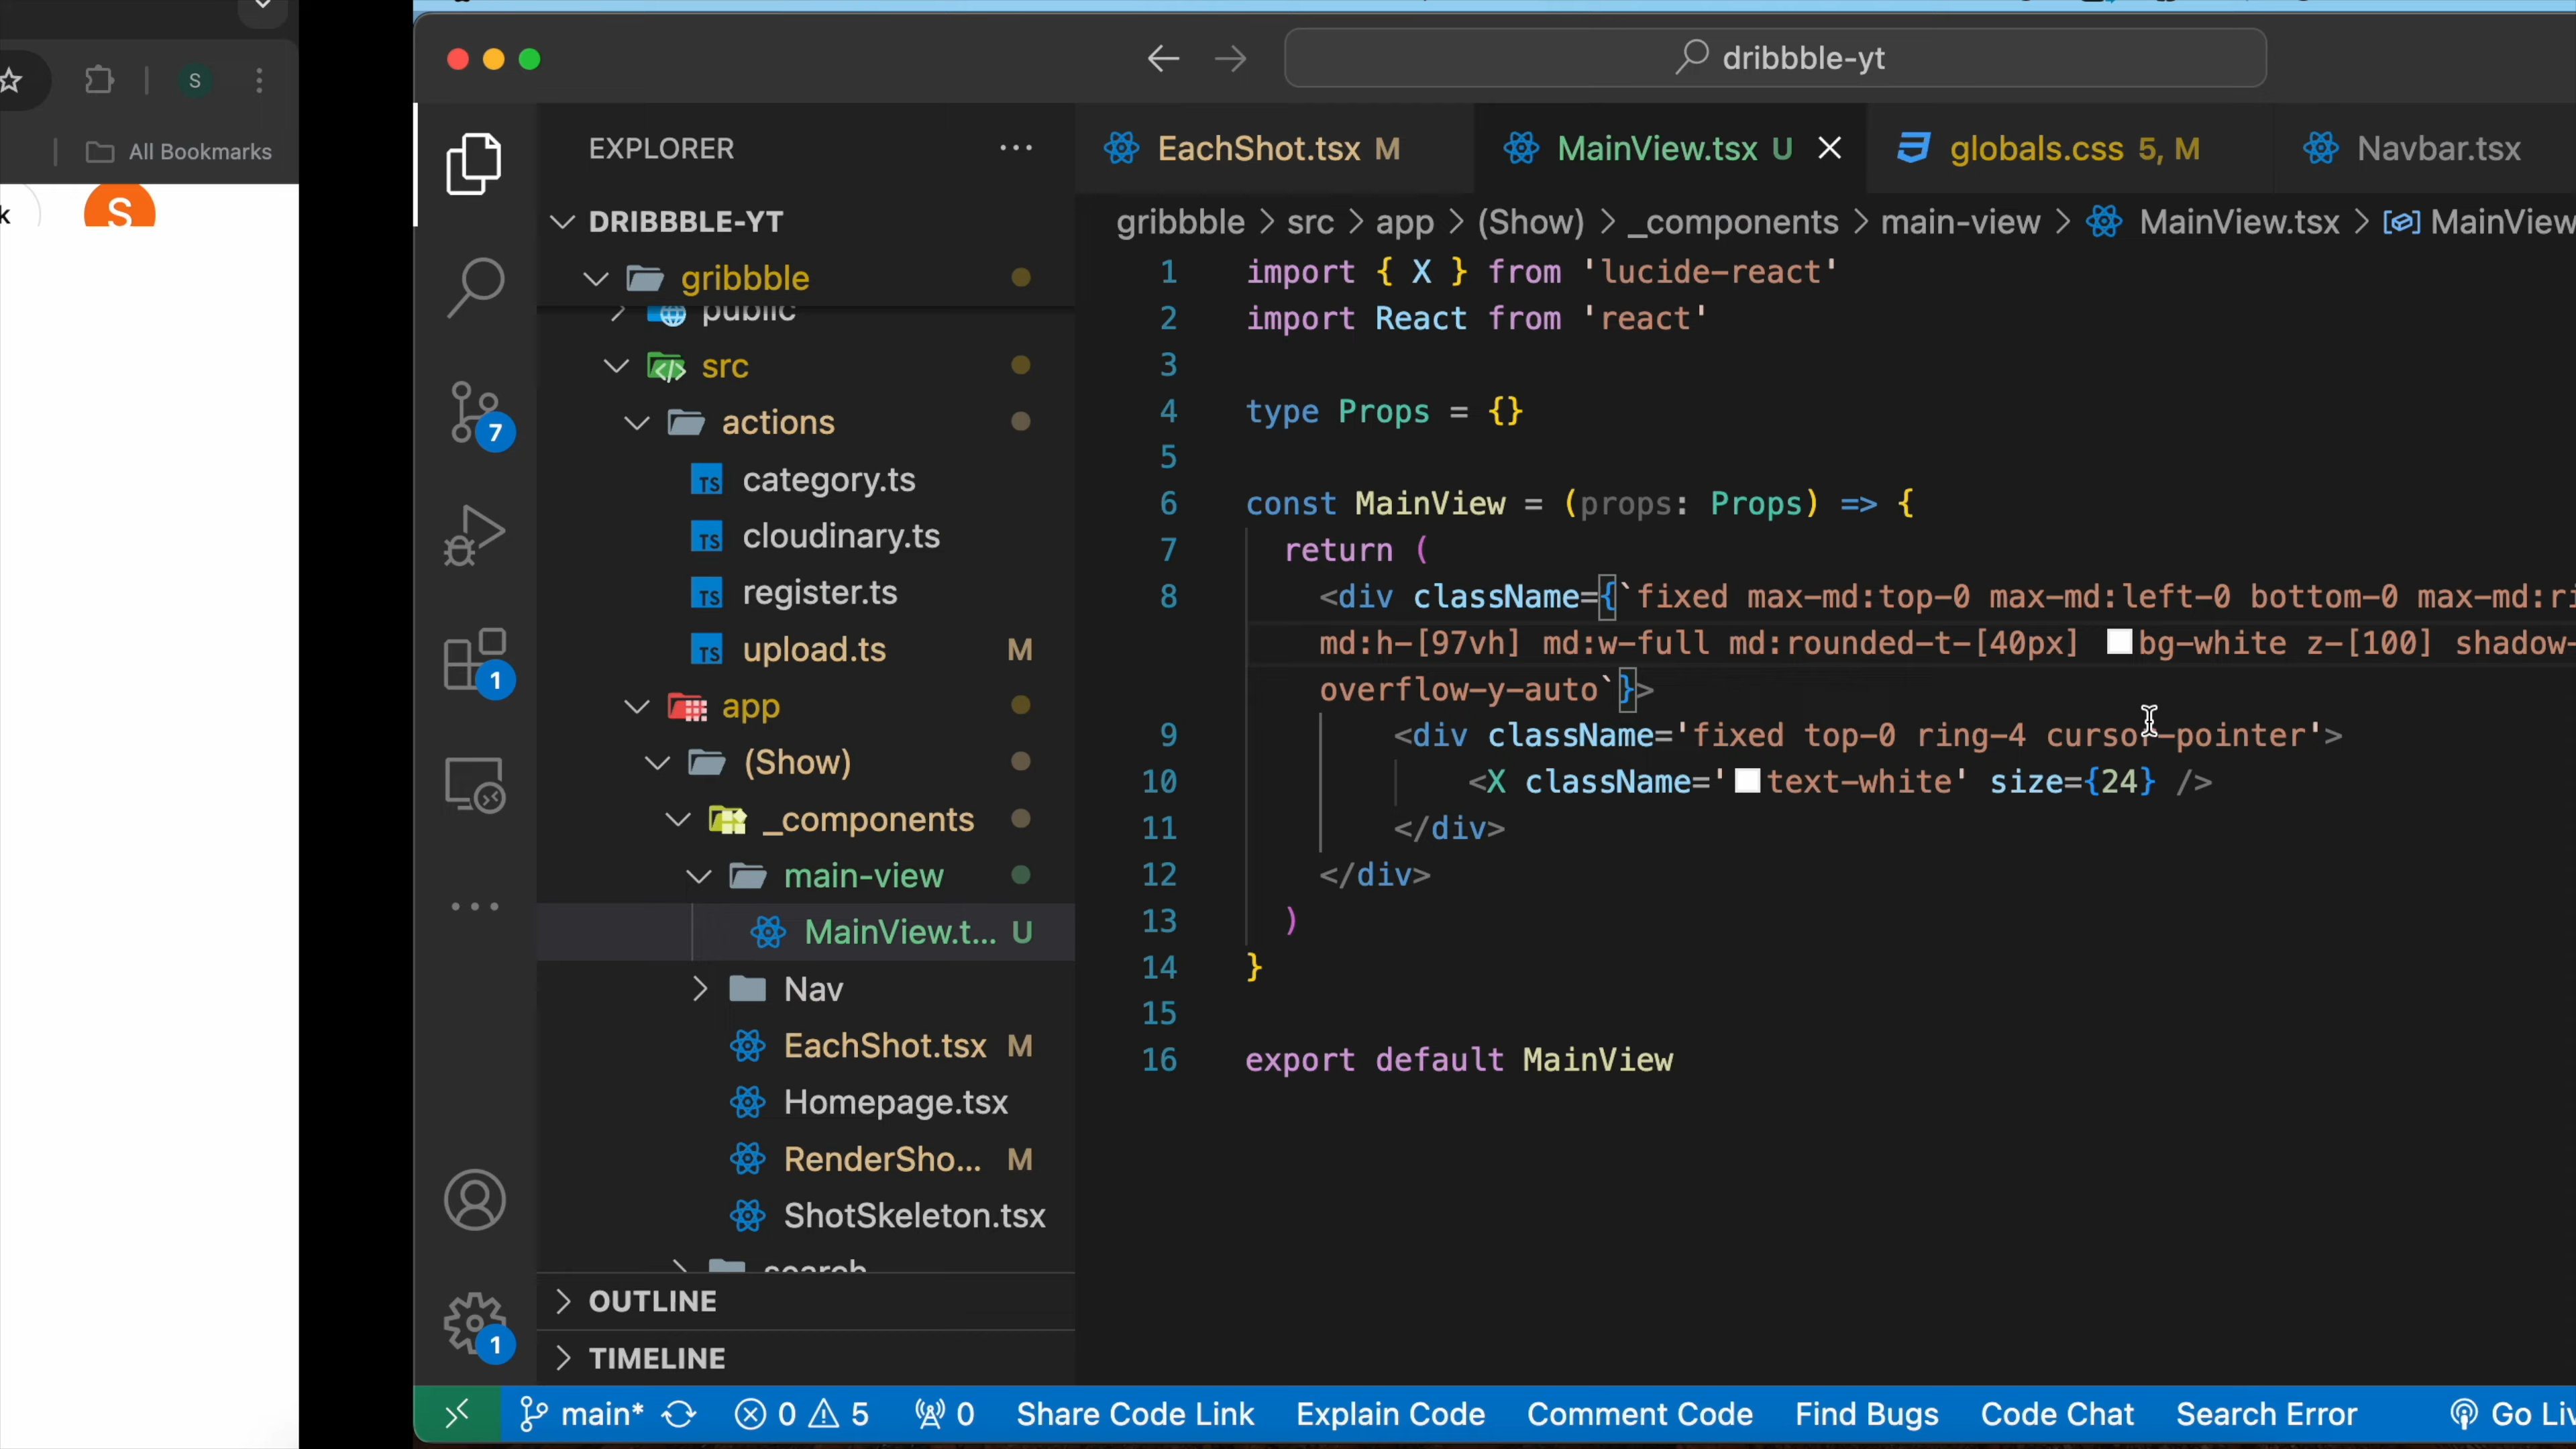 S
All Bookmarks
k
S
dribbble-yt
EXPLORER
DRIBBBLE-YT
gribbble
public
src
actions
category.ts
cloudinary.ts
register.ts
upload.ts M
app
(Show)
_components
main-view
MainView.t... U
Nav
EachShot.tsx M
Homepage.tsx
RenderSho... M
ShotSkeleton.tsx
search
OUTLINE
TIMELINE
7
1
1
EachShot.tsx M
MainView.tsx U
globals.css 5, M
Navbar.tsx
gribbble > src > app > (Show) > _components > main-view > MainView.tsx > MainView
1 import { X } from 'lucide-react'
2 import React from 'react'
3
4 type Props = {}
5
6 const MainView = (props: Props) => {
7 return (
8 <div className={`fixed max-md:top-0 max-md:left-0 bottom-0 max-md:ri
md:h-[97vh] md:w-full md:rounded-t-[40px] bg-white z-[100] shadow-
overflow-y-auto`}>
9 <div className='fixed top-0 ring-4 cursor-pointer'>
10 <X className='text-white' size={24} />
11 </div>
12 </div>
13 )
14 }
15
16 export default MainView
main* 0 5 0 Share Code Link Explain Code Comment Code Find Bugs Code Chat Search Error Go Liv